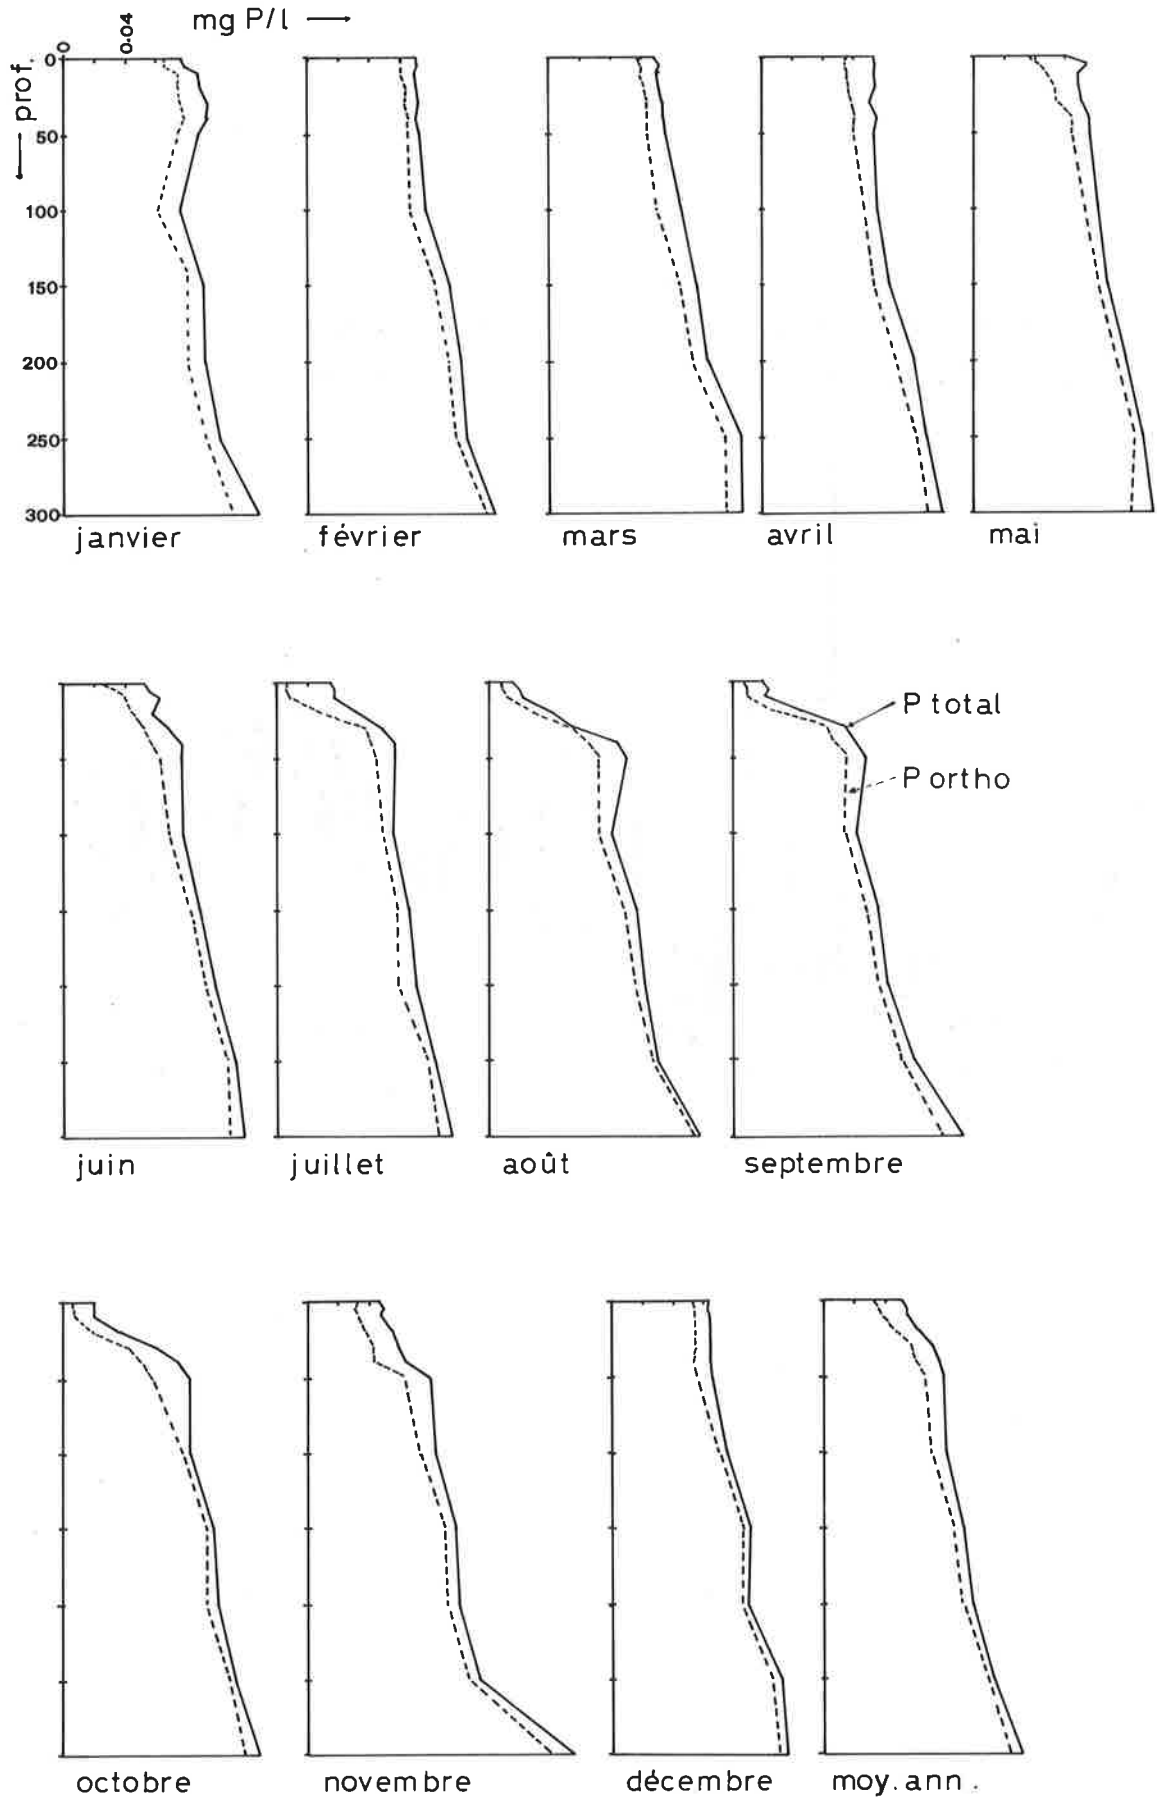 mg P/l
0
0.04
prof.
0
50
100
150
200
250
300
janvier
février
mars
avril
mai
P total
P ortho
juin
juillet
août
septembre
octobre
novembre
décembre
moy. ann.